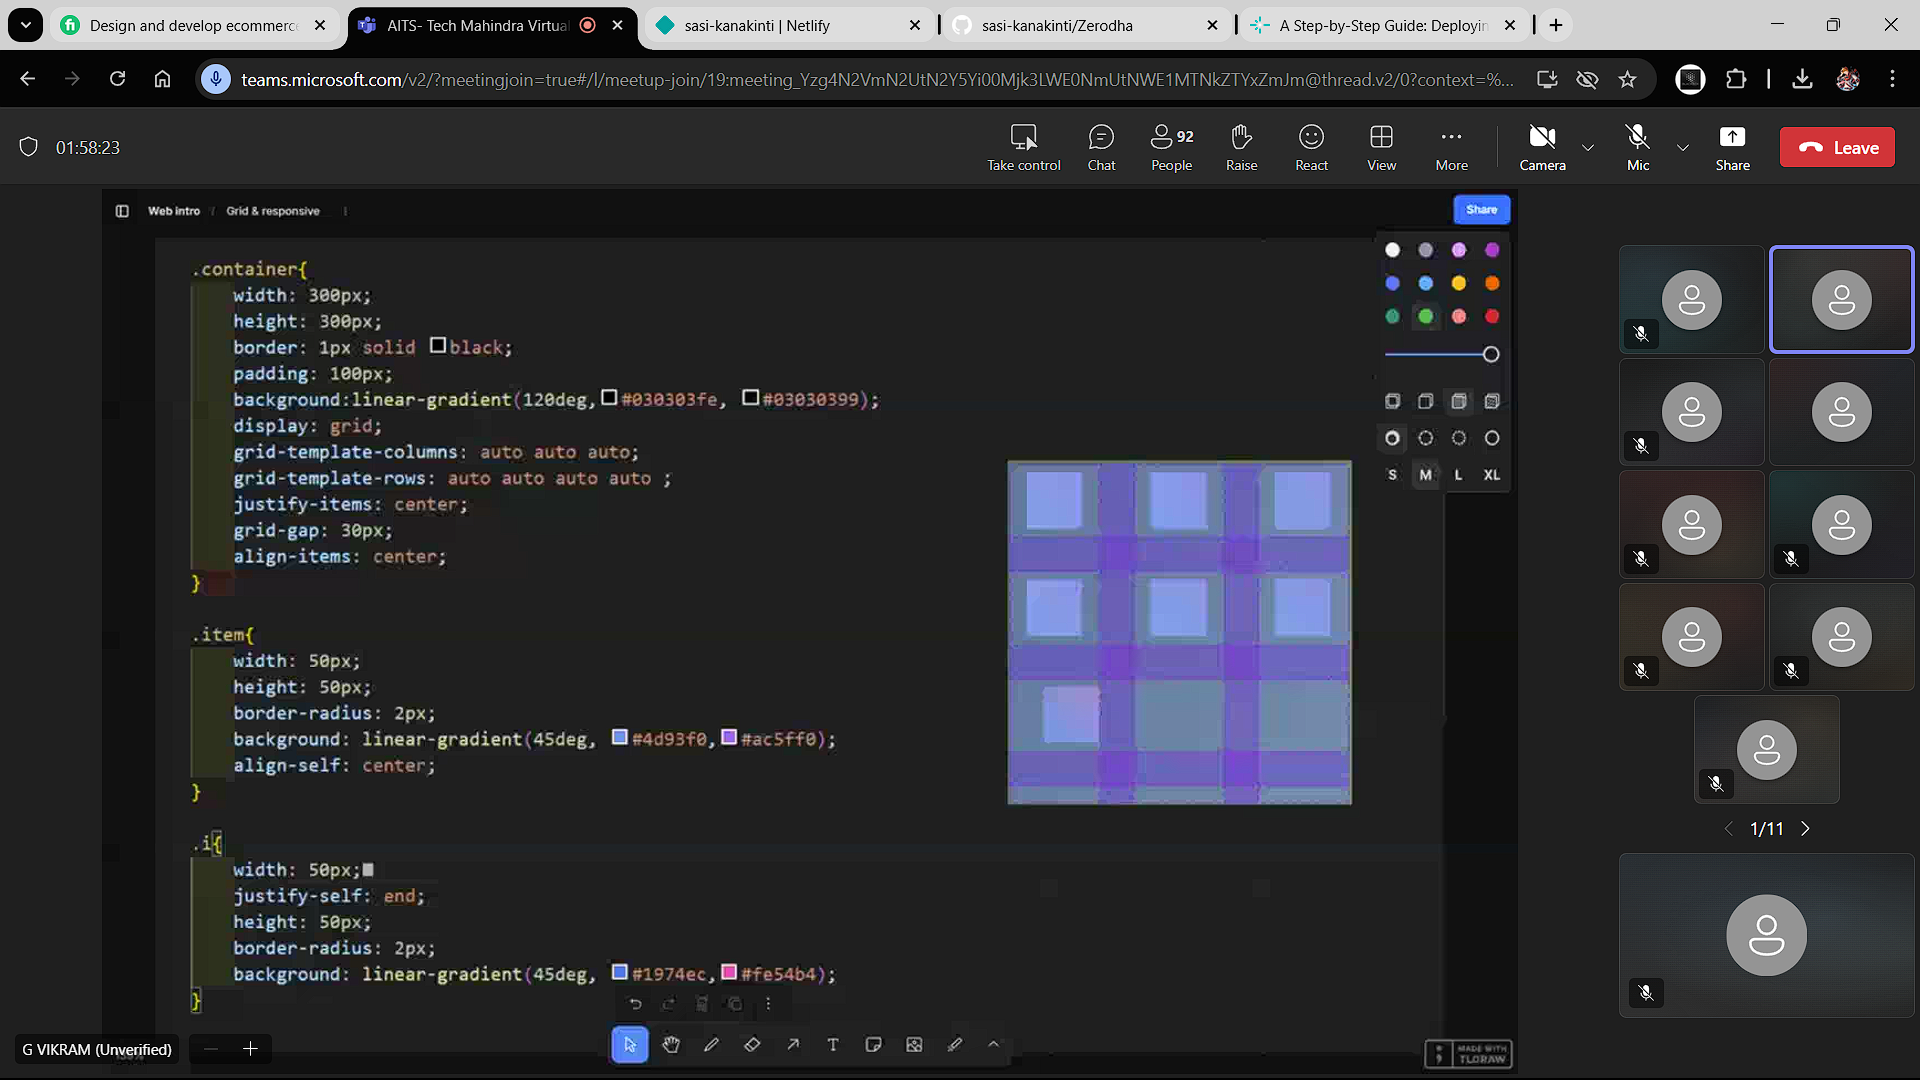 Design and develop ecommerce
AITS- Tech Mahindra Virtual
sasi-kanakinti | Netlify
sasi-kanakinti/Zerodha
A Step-by-Step Guide: Deployin
teams.microsoft.com/v2/?meetingjoin=true#/l/meetup-join/19:meeting_Yzg4N2VmN2UtN2Y5Yi00Mjk3LWE0NmUtNWE1MTNkZTYxZmJm@thread.v2/0?context=%...
01:58:23
Take control
Chat
92
People
Raise
React
View
More
Camera
Mic
Share
Leave
Web intro / Grid & responsive
Share
.container{
width: 300px;
height: 300px;
border: 1px solid black;
padding: 100px;
background:linear-gradient(120deg, #030303fe, #03030399);
display: grid;
grid-template-columns: auto auto auto;
grid-template-rows: auto auto auto auto ;
justify-items: center;
grid-gap: 30px;
align-items: center;
}
S M L XL
.item{
width: 50px;
height: 50px;
border-radius: 2px;
background: linear-gradient(45deg, #4d93f0, #ac5ff0);
align-self: center;
}
.i{
width: 50px;
justify-self: end;
height: 50px;
border-radius: 2px;
background: linear-gradient(45deg, #1974ec, #fe54b4);
}
1/11
T
G VIKRAM (Unverified)
MADE WITH
TLDRAW